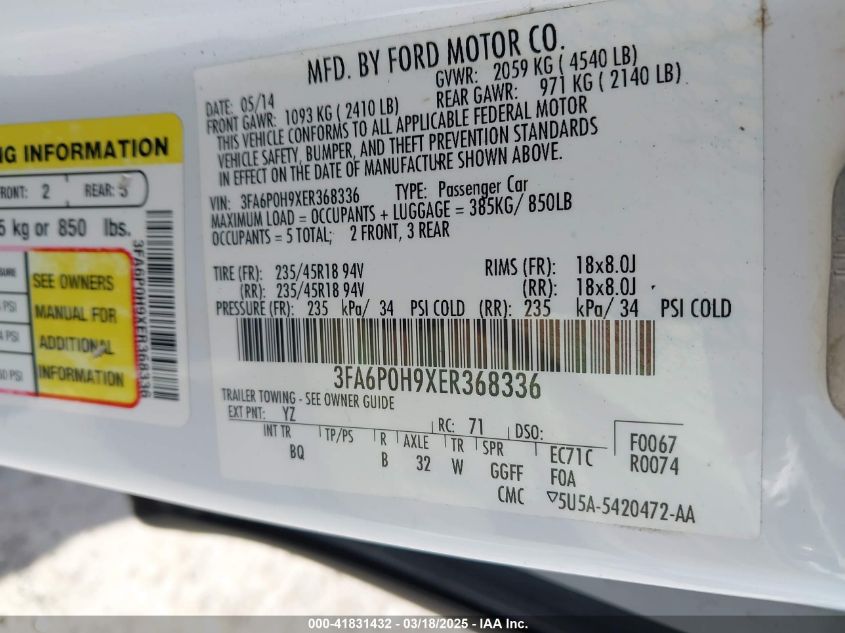 MFD. BY FORD MOTOR CO.
DATE: 05/14 GVWR: 2059 KG ( 4540 LB)
FRONT GAWR: 1093 KG ( 2410 LB) REAR GAWR: 971 KG ( 2140 LB)
THIS VEHICLE CONFORMS TO ALL APPLICABLE FEDERAL MOTOR
VEHICLE SAFETY, BUMPER, AND THEFT PREVENTION STANDARDS
IN EFFECT ON THE DATE OF MANUFACTURE SHOWN ABOVE.
VIN: 3FA6P0H9XER368336 TYPE: Passenger Car
MAXIMUM LOAD = OCCUPANTS + LUGGAGE = 385KG/ 850LB
OCCUPANTS = 5 TOTAL; 2 FRONT, 3 REAR
TIRE (FR): 235/45R18 94V RIMS (FR): 18x8.0J
(RR): 235/45R18 94V (RR): 18x8.0J
PRESSURE (FR): 235 kPa/ 34 PSI COLD (RR): 235 kPa/ 34 PSI COLD
3FA6P0H9XER368336
TRAILER TOWING - SEE OWNER GUIDE
EXT PNT: YZ RC: 71 DSO: F0067
INT TR TP/PS R AXLE TR SPR EC71C R0074
BQ B 32 W GGFF FOA
CMC 5U5A-5420472-AA
NG INFORMATION
FRONT: 2 REAR: 3
5 kg or 850 lbs.
SURE
PSI
PSI
PSI
SEE OWNERS
MANUAL FOR
ADDITIONAL
INFORMATION
3FA6P0H9XER368336
000-41831432 - 03/18/2025 - IAA Inc.